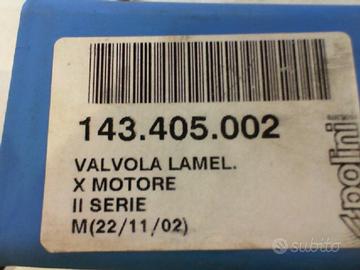 143.405.002
VALVOLA LAMEL.
X MOTORE
II SERIE
M(22/11/02)
polini
subito